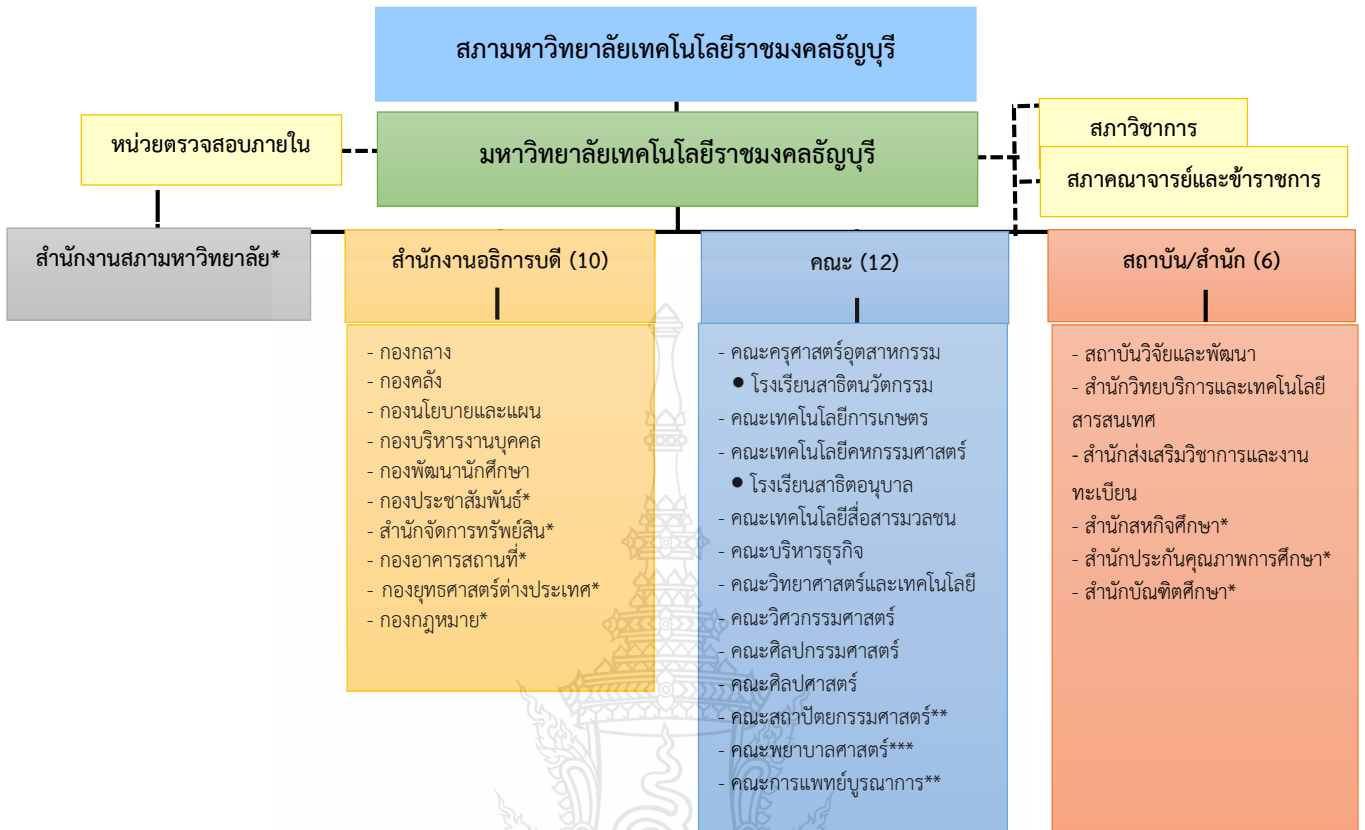 สภามหาวิทยาลัยเทคโนโลยีราชมงคลธัญบุรี
หน่วยตรวจสอบภายใน
มหาวิทยาลัยเทคโนโลยีราชมงคลธัญบุรี
สภาวิชาการ
สภาคณาจารย์และข้าราชการ
สำนักงานสภามหาวิทยาลัย*
สำนักงานอธิการบดี (10)
- กองกลาง
- กองคลัง
- กองนโยบายและแผน
- กองบริหารงานบุคคล
- กองพัฒนานักศึกษา
- กองประชาสัมพันธ์*
- สำนักจัดการทรัพย์สิน*
- กองอาคารสถานที่*
- กองยุทธศาสตร์ต่างประเทศ*
- กองกฎหมาย*
คณะ (12)
- คณะครุศาสตร์อุตสาหกรรม
● โรงเรียนสาธิตนวัตกรรม
- คณะเทคโนโลยีการเกษตร
- คณะเทคโนโลยีคหกรรมศาสตร์
● โรงเรียนสาธิตอนุบาล
- คณะเทคโนโลยีสื่อสารมวลชน
- คณะบริหารธุรกิจ
- คณะวิทยาศาสตร์และเทคโนโลยี
- คณะวิศวกรรมศาสตร์
- คณะศิลปกรรมศาสตร์
- คณะศิลปศาสตร์
- คณะสถาปัตยกรรมศาสตร์**
- คณะพยาบาลศาสตร์***
- คณะการแพทย์บูรณาการ**
สถาบัน/สำนัก (6)
- สถาบันวิจัยและพัฒนา
- สำนักวิทยบริการและเทคโนโลยี
สารสนเทศ
- สำนักส่งเสริมวิชาการและงาน
ทะเบียน
- สำนักสหกิจศึกษา*
- สำนักประกันคุณภาพการศึกษา*
- สำนักบัณฑิตศึกษา*